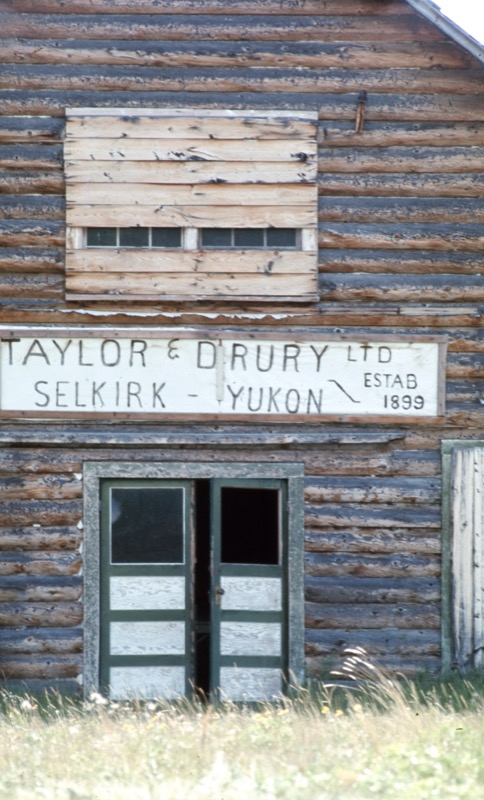 TAYLOR & DRURY LTD
SELKIRK - YUKON
ESTAB
1899